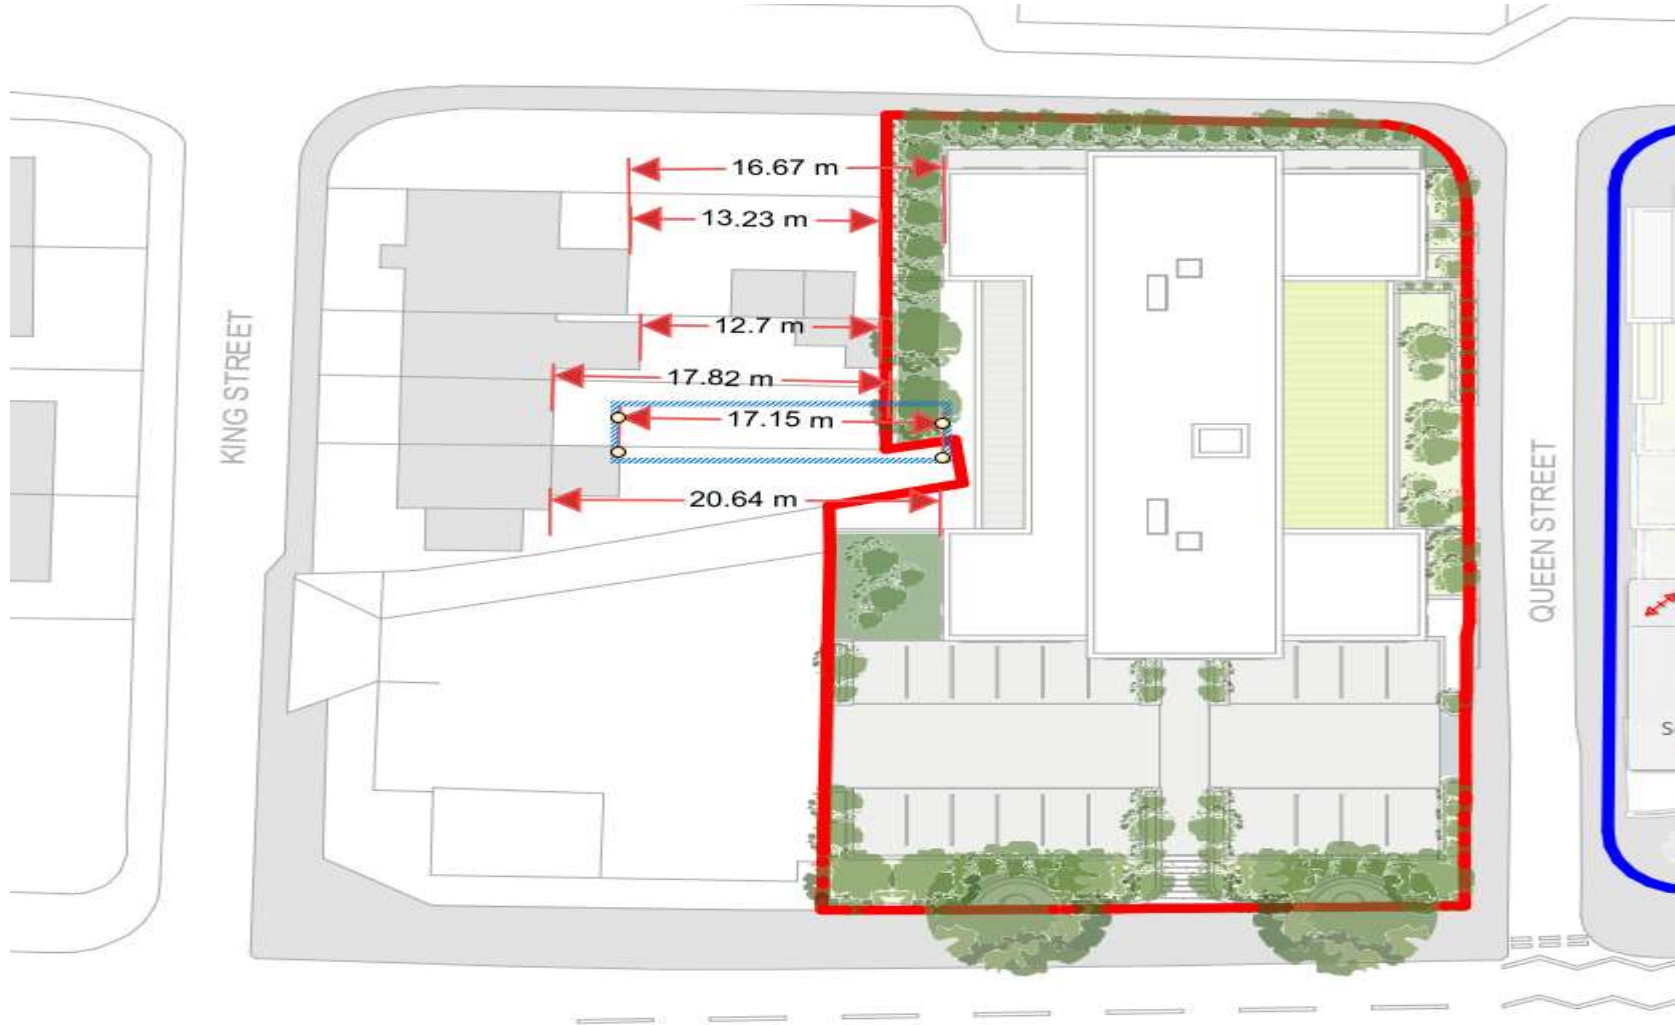 16.67 m
13.23 m
12.7 m
17.82 m
17.15 m
20.64 m
KING STREET
QUEEN STREET